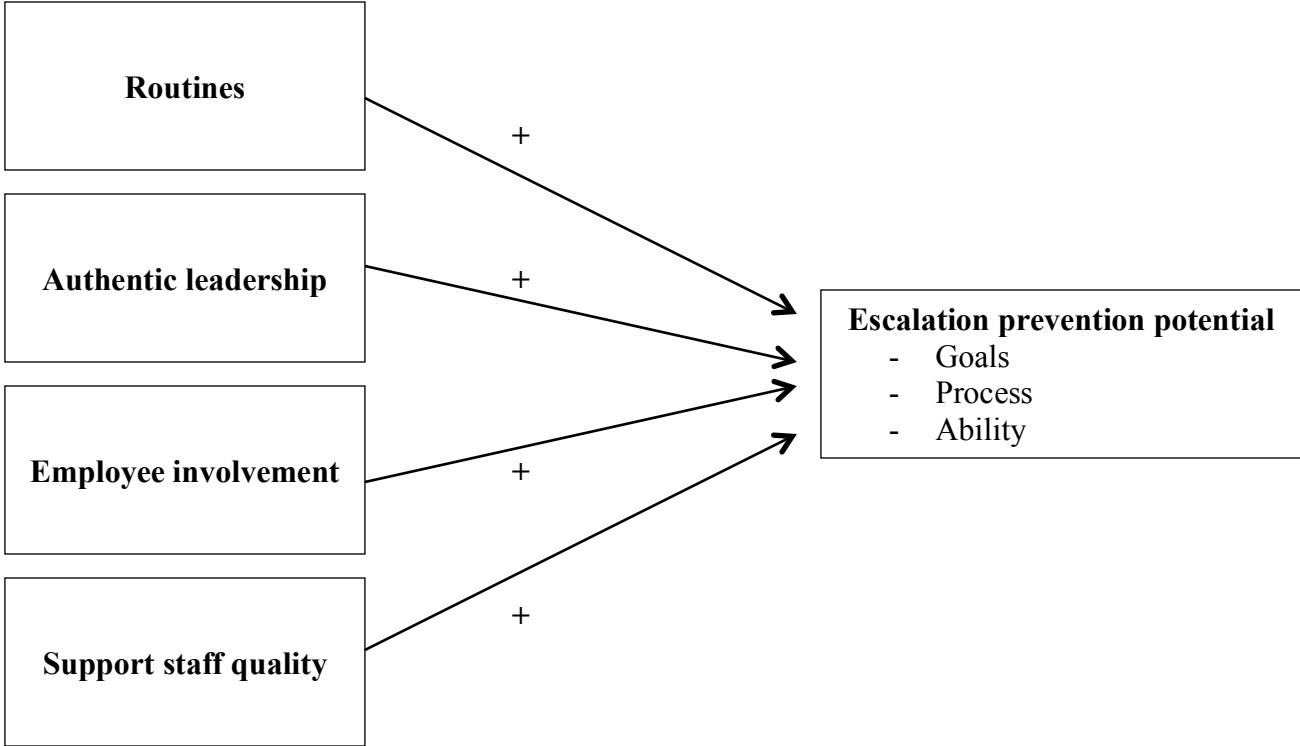 Routines
+
Authentic leadership
+
Escalation prevention potential
- Goals
- Process
- Ability
Employee involvement
+
Support staff quality
+